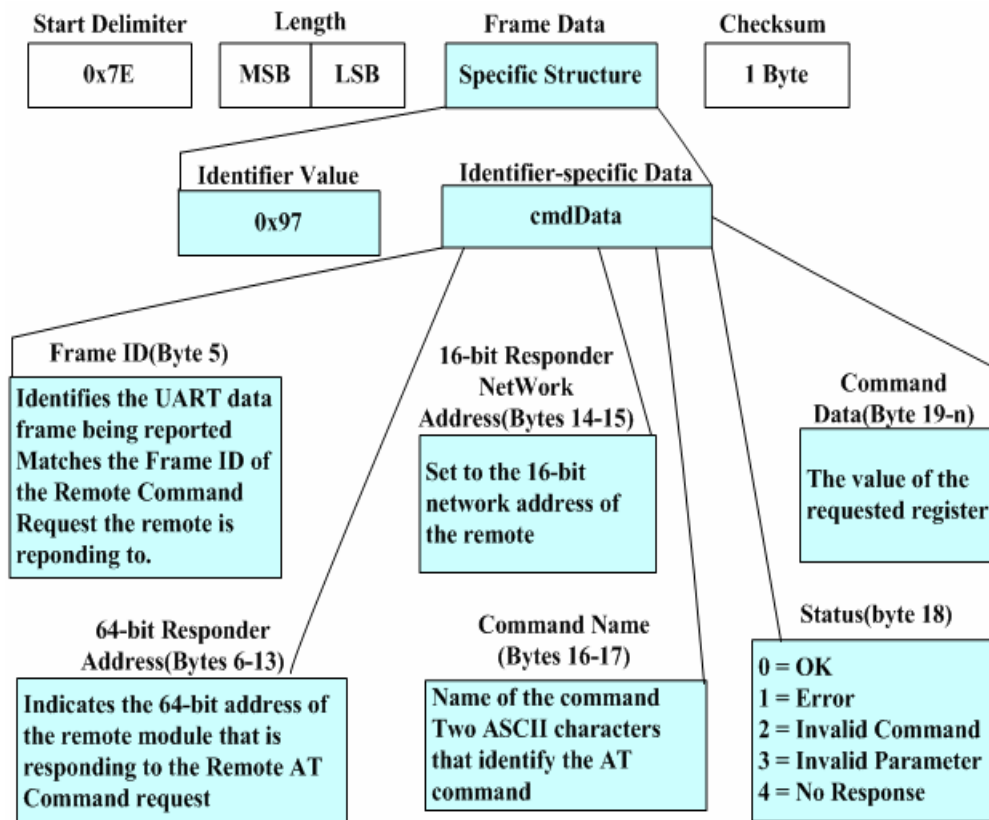 Start Delimiter
Length
Frame Data
Checksum
0x7E
MSB
LSB
Specific Structure
1 Byte
Identifier Value
Identifier-specific Data
0x97
cmdData
Frame ID(Byte 5)
Identifies the UART data
frame being reported
Matches the Frame ID of
the Remote Command
Request the remote is
reponding to.
16-bit Responder
NetWork
Address(Bytes 14-15)
Set to the 16-bit
network address of
the remote
Command
Data(Byte 19-n)
The value of the
requested register
64-bit Responder
Address(Bytes 6-13)
Indicates the 64-bit address of
the remote module that is
responding to the Remote AT
Command request
Command Name
(Bytes 16-17)
Name of the command
Two ASCII characters
that identify the AT
command
Status(byte 18)
0 = OK
1 = Error
2 = Invalid Command
3 = Invalid Parameter
4 = No Response